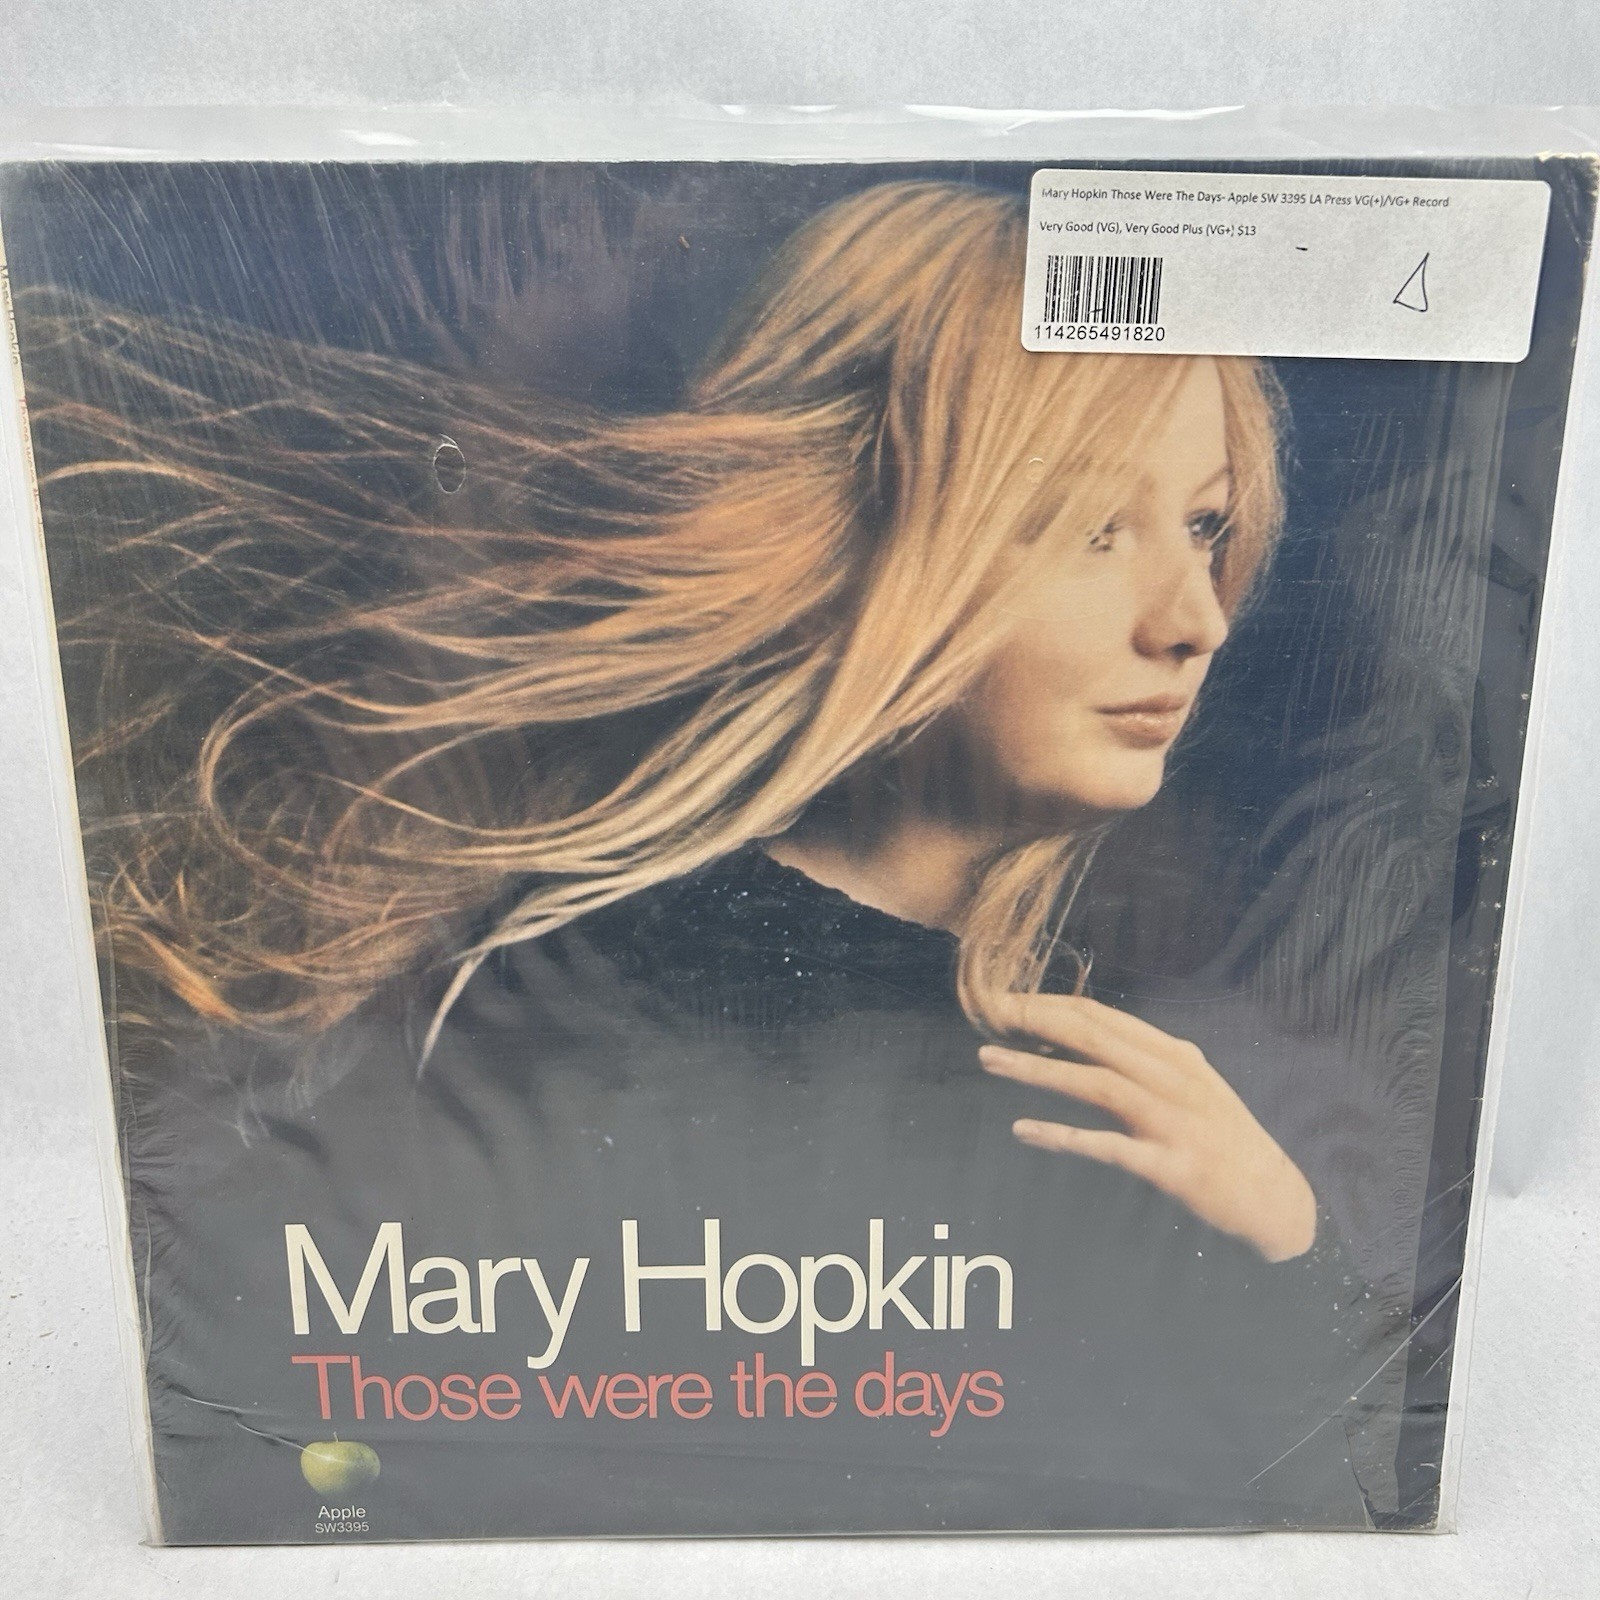 Mary Hopkin Those Were The Days- Apple SW 3395 LA Press VG(+)/VG+ Record
Very Good (VG), Very Good Plus (VG+) $13
114265491820
Mary Hopkin
Those were the days
Apple
SW3395